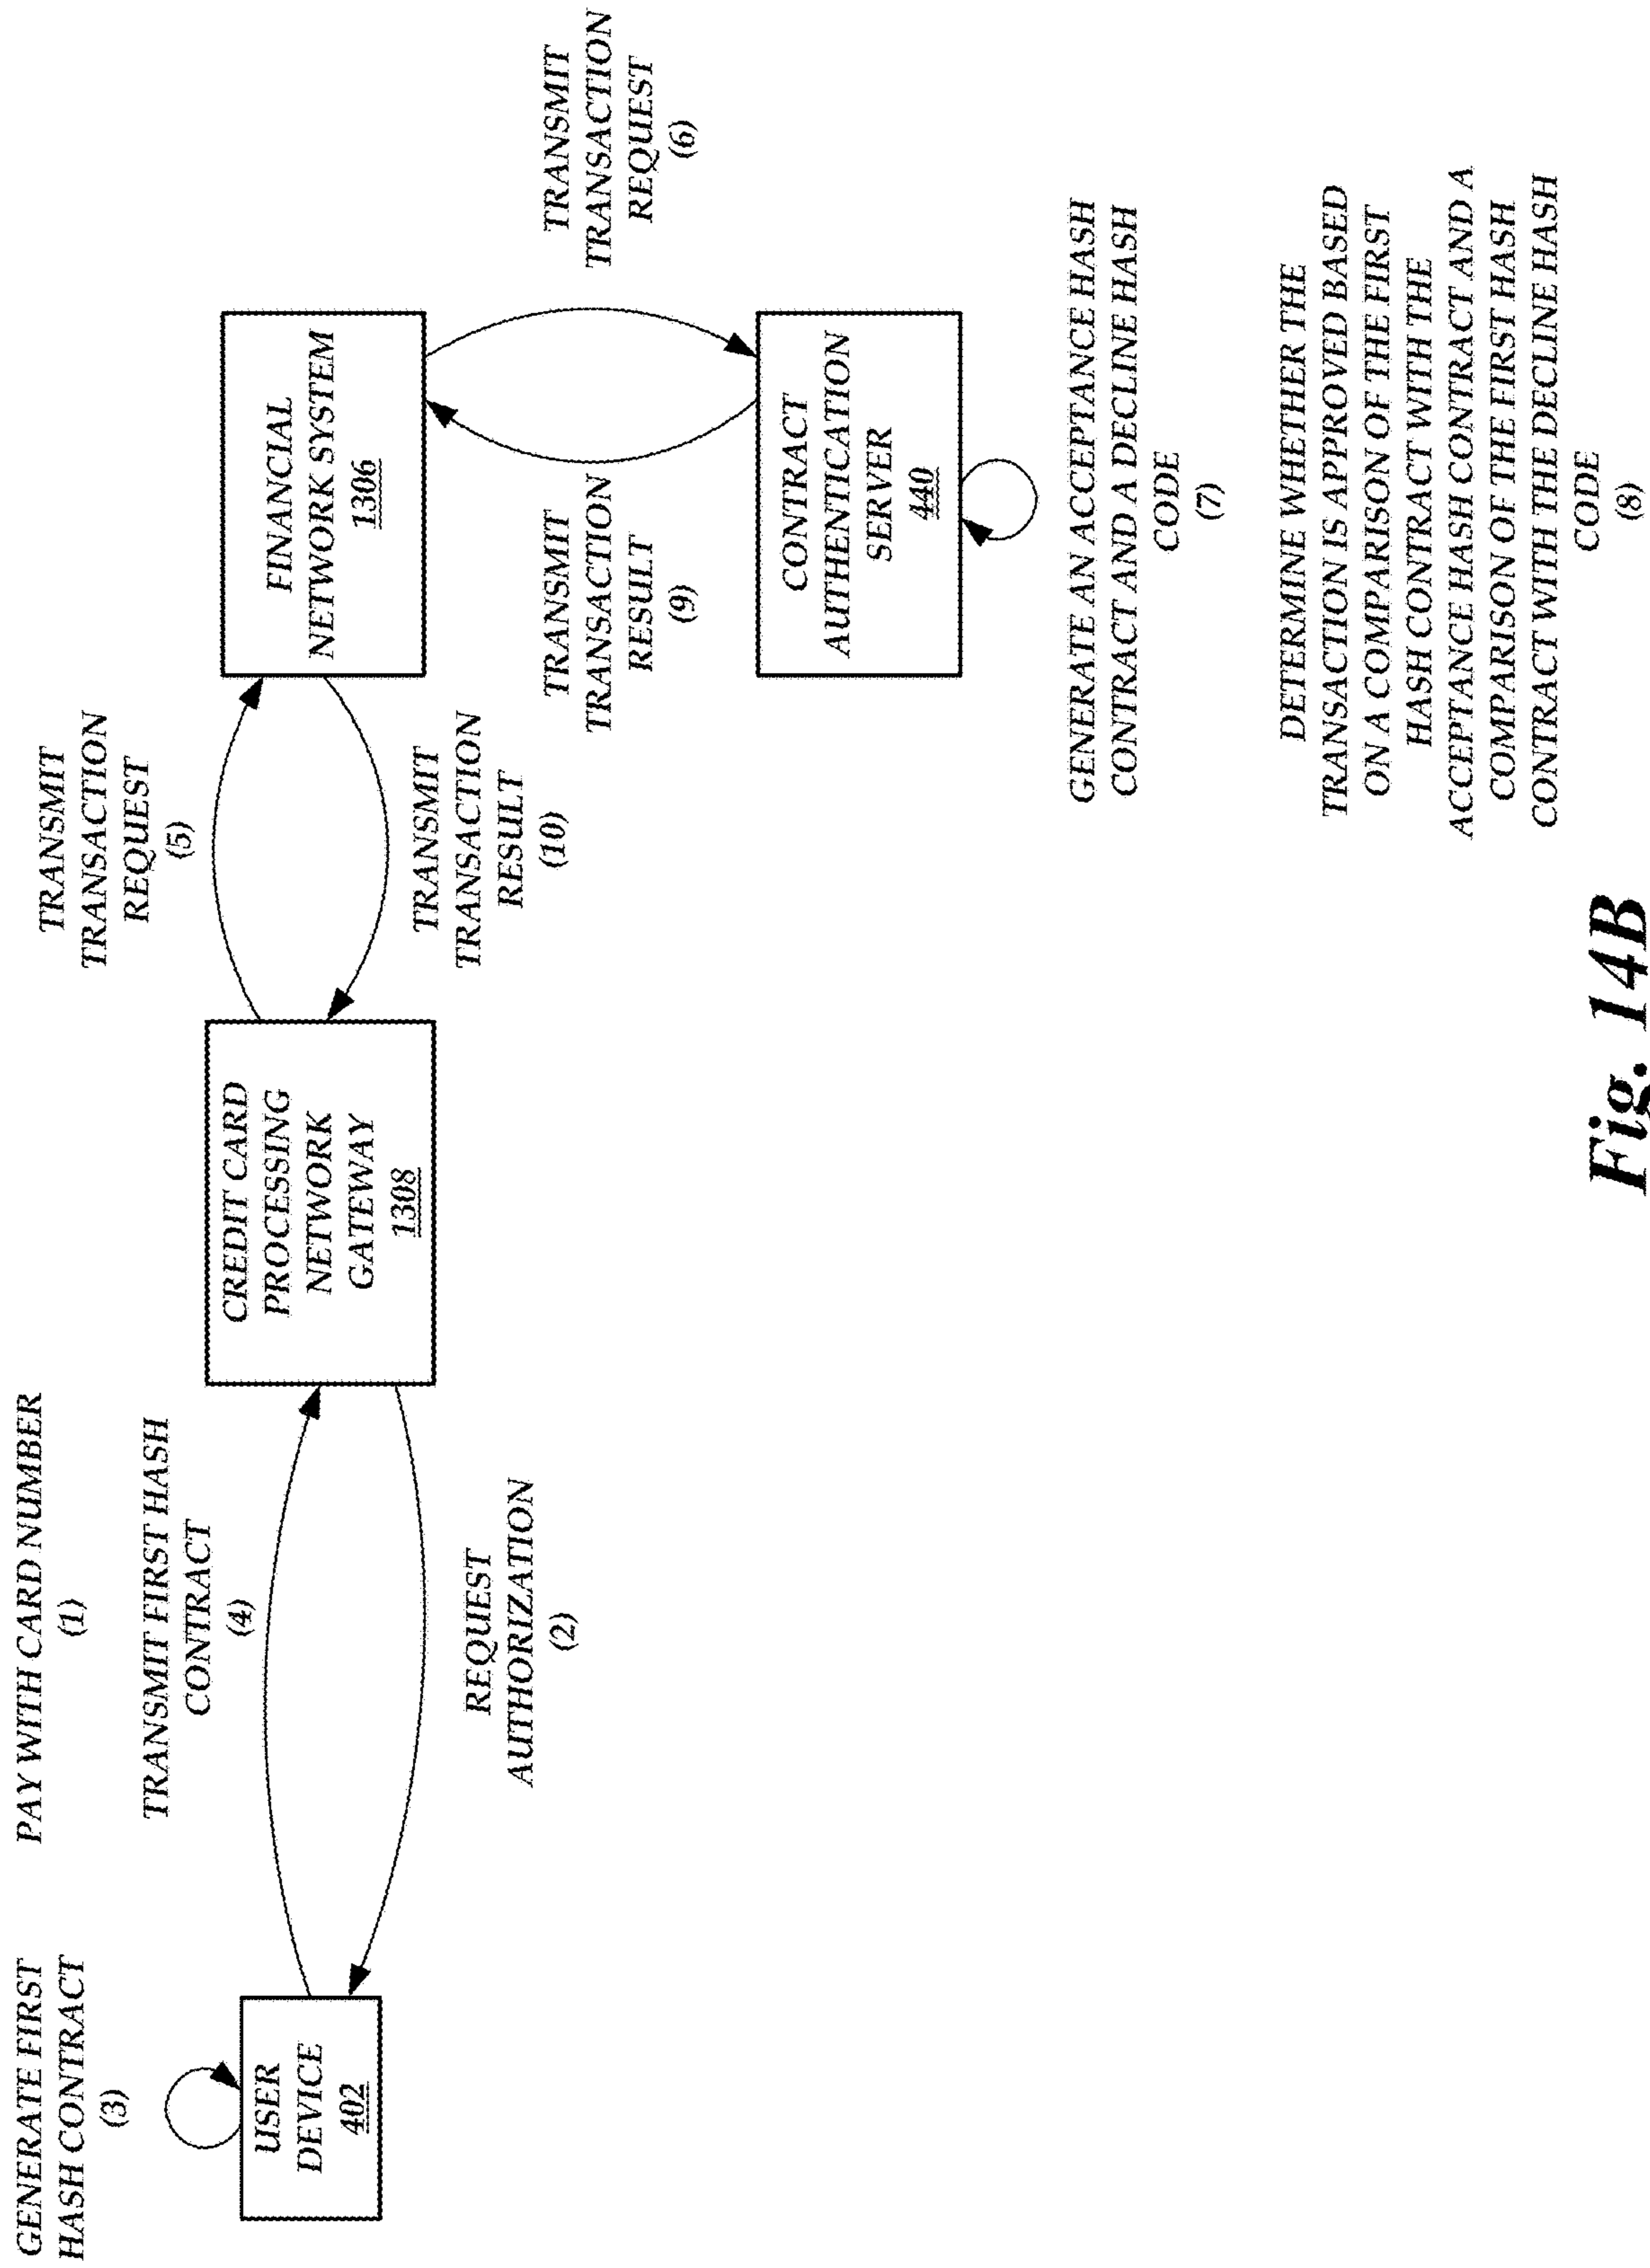 GENERATE FIRST
HASH CONTRACT
(3)
PAY WITH CARD NUMBER
(1)
TRANSMIT FIRST HASH
CONTRACT
(4)
TRANSMIT
TRANSACTION
REQUEST
(5)
USER
DEVICE
402
CREDIT CARD
PROCESSING
NETWORK
GATEWAY
1308
FINANCIAL
NETWORK SYSTEM
1306
REQUEST
AUTHORIZATION
(2)
TRANSMIT
TRANSACTION
RESULT
(10)
TRANSMIT
TRANSACTION
RESULT
(9)
TRANSMIT
TRANSACTION
REQUEST
(6)
CONTRACT
AUTHENTICATION
SERVER
440
GENERATE AN ACCEPTANCE HASH
CONTRACT AND A DECLINE HASH
CODE
(7)
DETERMINE WHETHER THE
TRANSACTION IS APPROVED BASED
ON A COMPARISON OF THE FIRST
HASH CONTRACT WITH THE
ACCEPTANCE HASH CONTRACT AND A
COMPARISON OF THE FIRST HASH
CONTRACT WITH THE DECLINE HASH
CODE
(8)
Fig. 14B